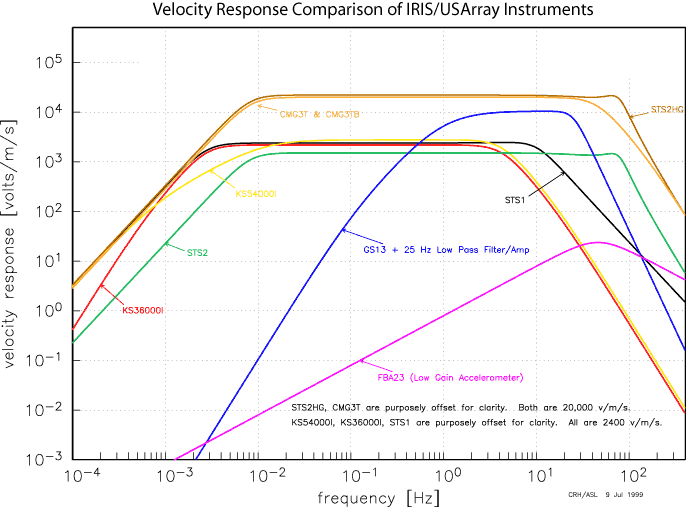 Velocity Response Comparison of IRIS/USArray Instruments
velocity response [volts/m/s]
10^5
10^4
10^3
10^2
10^1
10^0
10^-1
10^-2
10^-3
CMG3T & CMG3TB
STS2HG
KS54000I
STS1
STS2
GS13 + 25 Hz Low Pass Filter/Amp
KS36000I
FBA23 (Low Gain Accelerometer)
STS2HG, CMG3T are purposely offset for clarity. Both are 20,000 v/m/s.
KS54000I, KS36000I, STS1 are purposely offset for clarity. All are 2400 v/m/s.
10^-4 10^-3 10^-2 10^-1 10^0 10^1 10^2
frequency [Hz]
CRH/ASL 9 Jul 1999